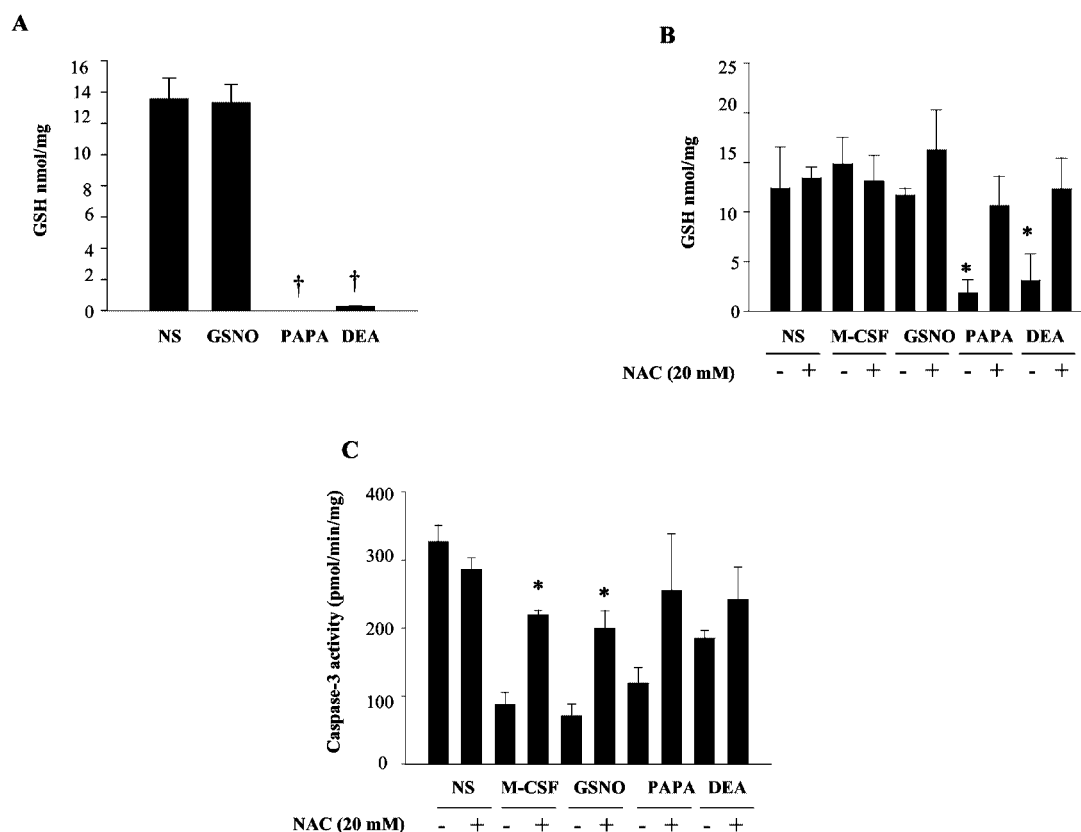 A
GSH nmol/mg
16
14
12
10
8
6
4
2
0
† †
NS GSNO PAPA DEA
B
GSH nmol/mg
25
20
15
10
5
0
* *
NS M-CSF GSNO PAPA DEA
NAC (20 mM) - + - + - + - + - +
C
Caspase-3 activity (pmol/min/mg)
400
300
200
100
0
* *
NS M-CSF GSNO PAPA DEA
NAC (20 mM) - + - + - + - + - +